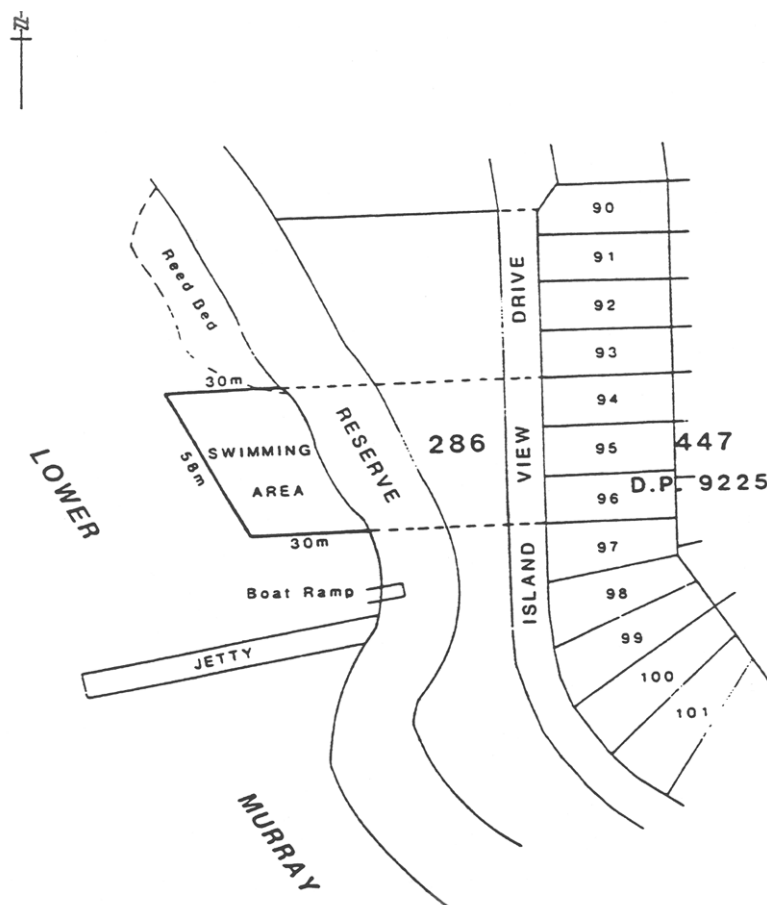 N
90
91
DRIVE
Reed Bed
92
93
30m
94
RESERVE
286
VIEW
95
447
SWIMMING
AREA
58m
D.P. 9225
96
LOWER
30m
97
ISLAND
Boat Ramp
98
99
JETTY
100
101
MURRAY